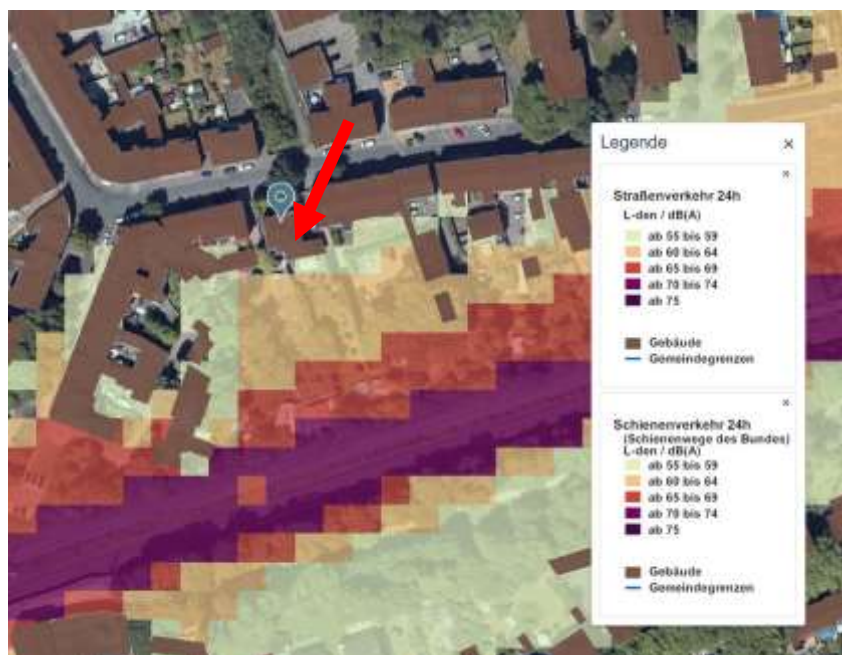 Legende
Straßenverkehr 24h
L-den / dB(A)
ab 55 bis 59
ab 60 bis 64
ab 65 bis 69
ab 70 bis 74
ab 75
Gebäude
Gemeindegrenzen
Schienenverkehr 24h
(Schienenwege des Bundes)
L-den / dB(A)
ab 55 bis 59
ab 60 bis 64
ab 65 bis 69
ab 70 bis 74
ab 75
Gebäude
Gemeindegrenzen